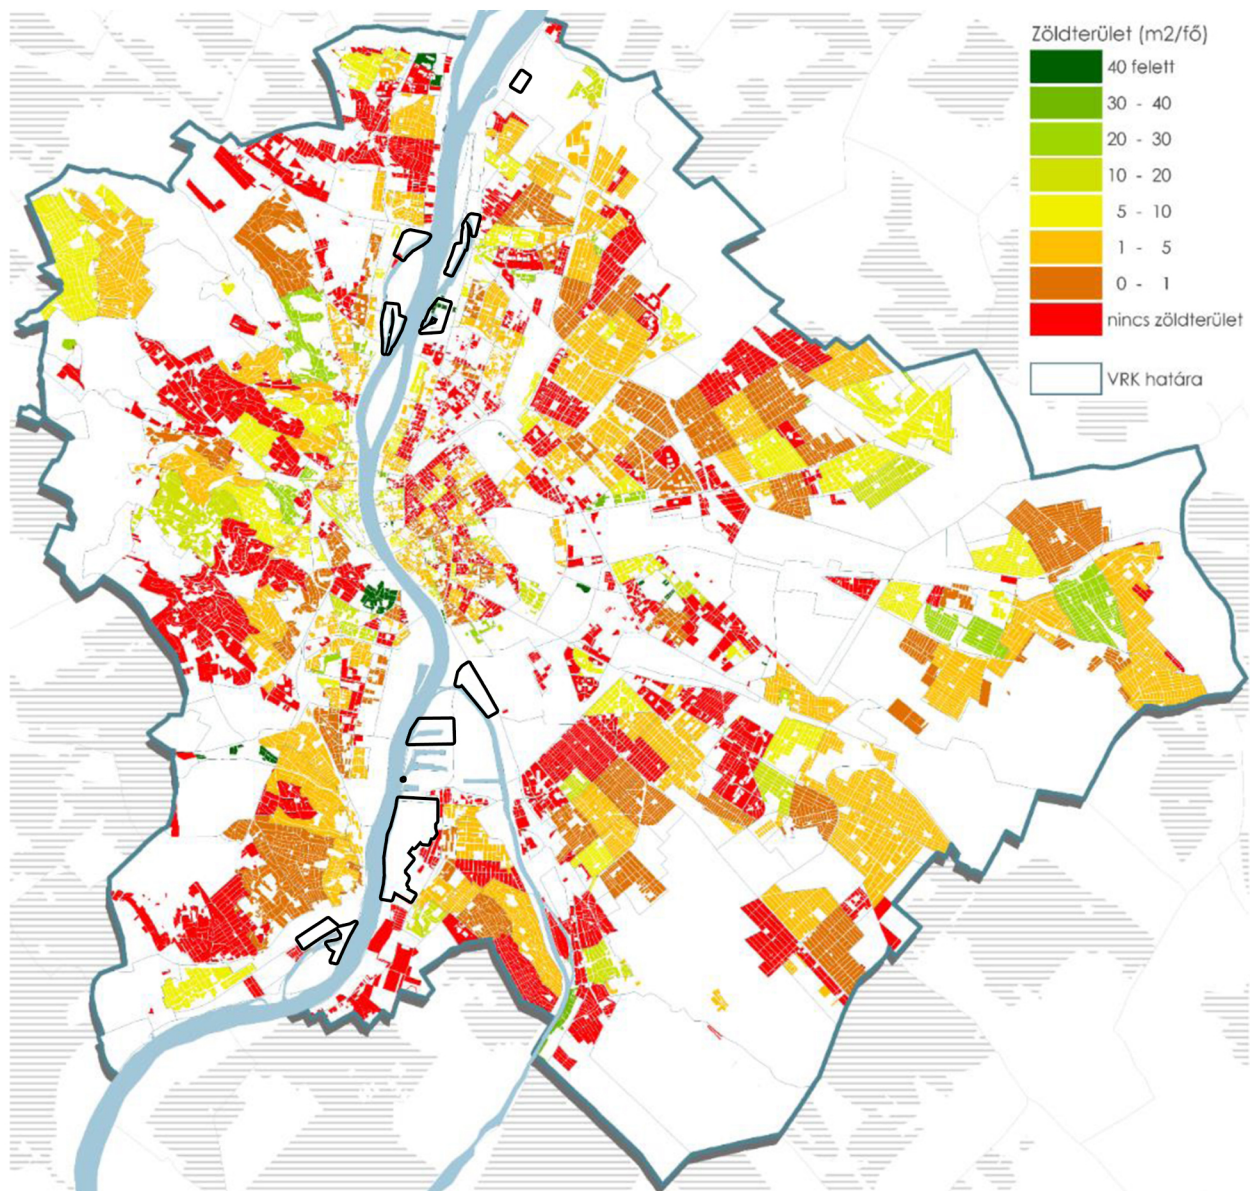 Zöldterület (m2/fő)
40 felett
30 - 40
20 - 30
10 - 20
5 - 10
1 - 5
0 - 1
nincs zöldterület
VRK határa